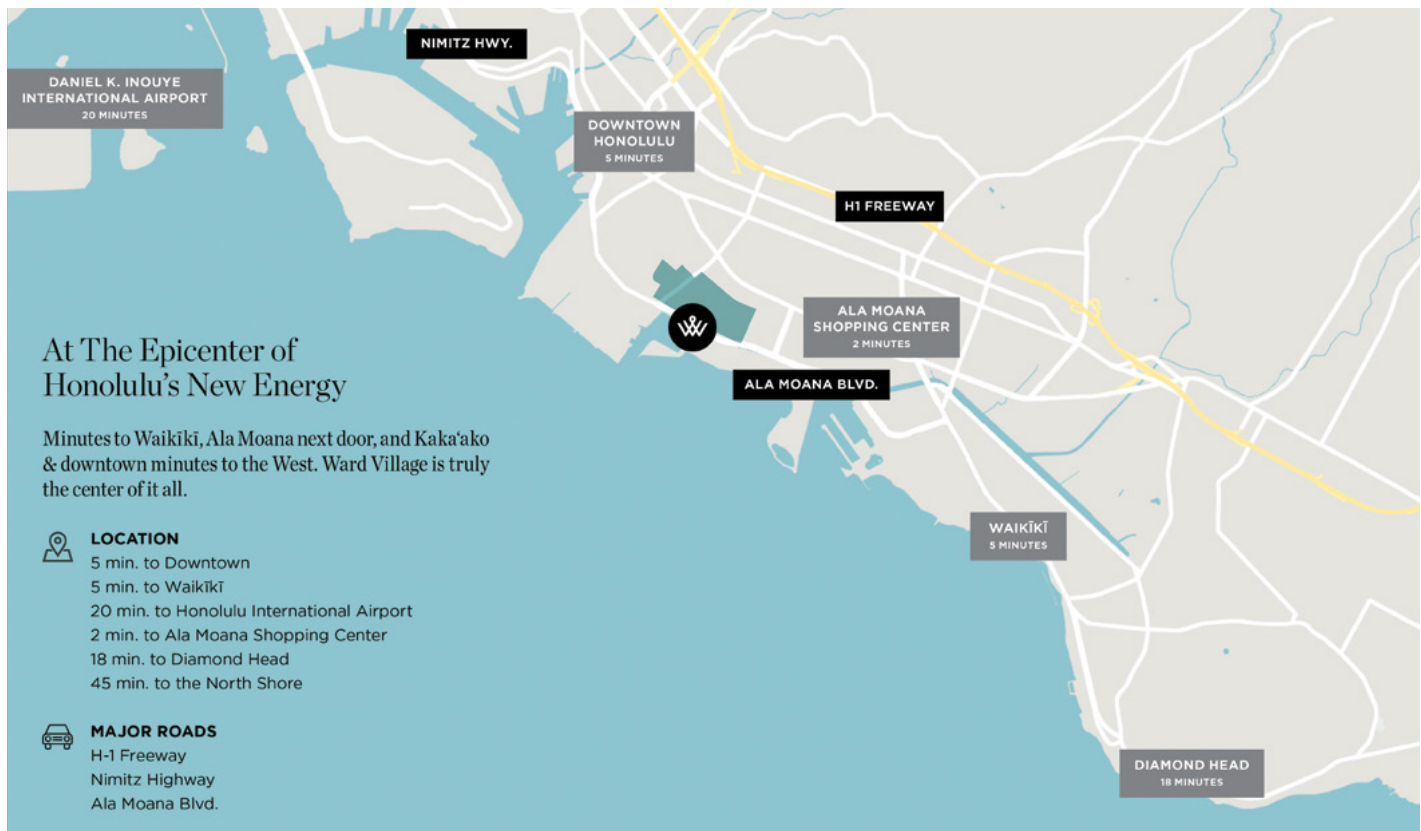 NIMITZ HWY.
DANIEL K. INOUYE
INTERNATIONAL AIRPORT
20 MINUTES
DOWNTOWN
HONOLULU
5 MINUTES
H1 FREEWAY
ALA MOANA
SHOPPING CENTER
2 MINUTES
ALA MOANA BLVD.
WAIKĪKĪ
5 MINUTES
DIAMOND HEAD
18 MINUTES
At The Epicenter of
Honolulu’s New Energy
Minutes to Waikīkī, Ala Moana next door, and Kaka‘ako
& downtown minutes to the West. Ward Village is truly
the center of it all.
LOCATION
5 min. to Downtown
5 min. to Waikīkī
20 min. to Honolulu International Airport
2 min. to Ala Moana Shopping Center
18 min. to Diamond Head
45 min. to the North Shore
MAJOR ROADS
H-1 Freeway
Nimitz Highway
Ala Moana Blvd.